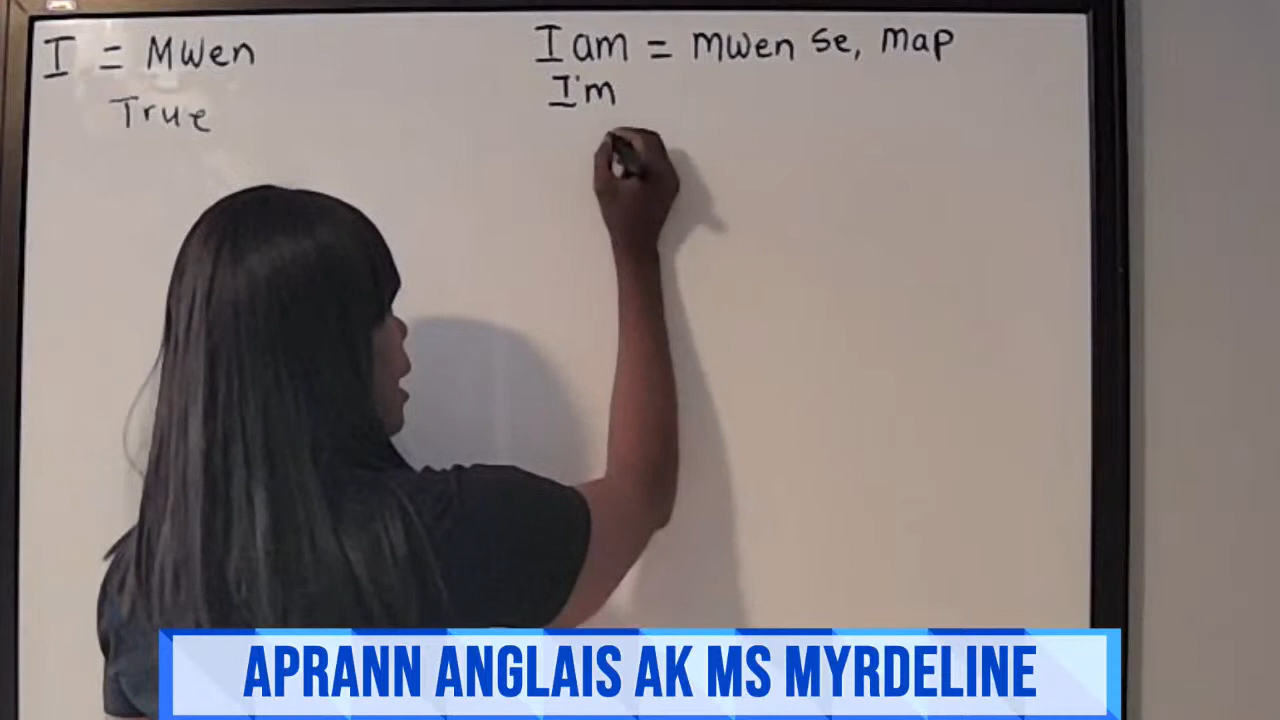 I = Mwen
True
I am = mwen se, map
I'm
APRANN ANGLAIS AK MS MYRDELINE